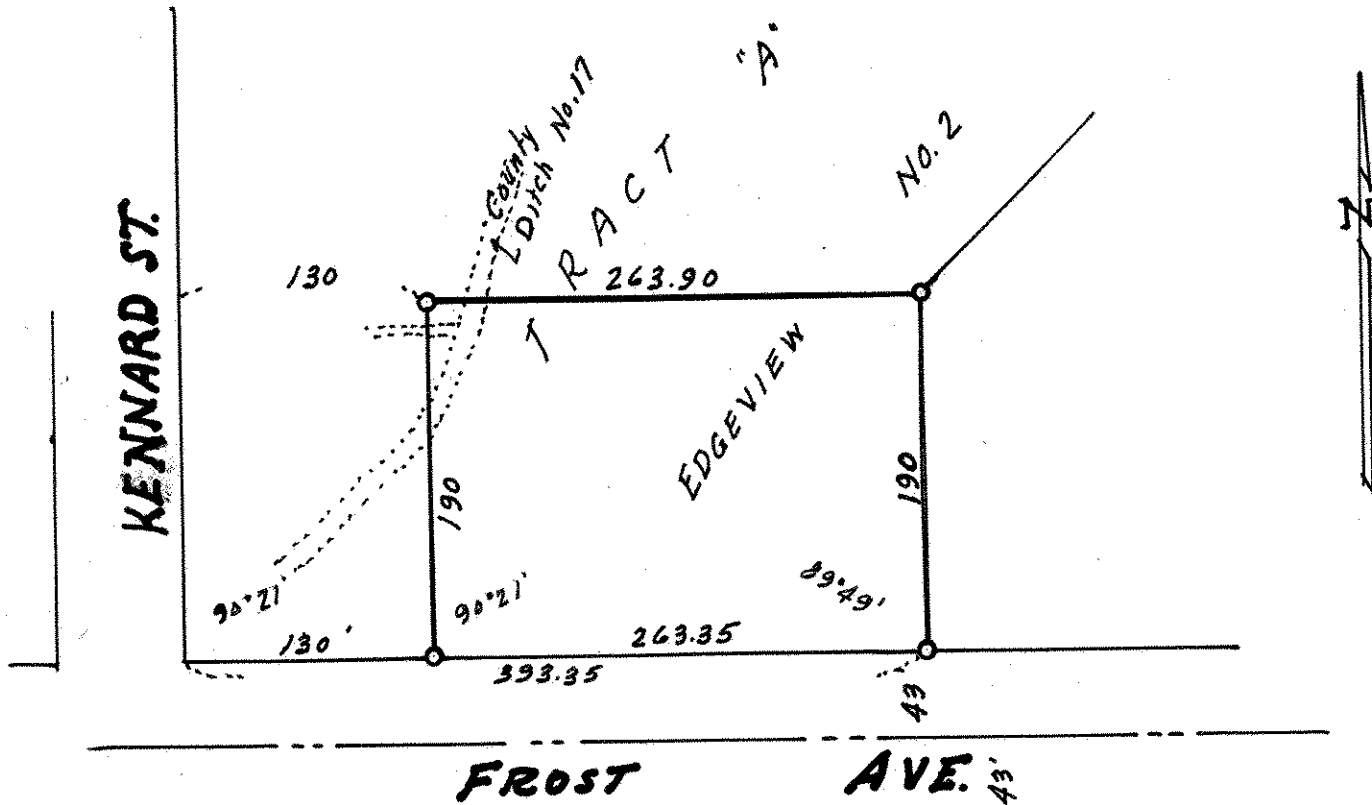 "A"
County
Ditch No. 17
TRACT
No. 2
KENNARD ST.
130
263.90
N
EDGEVIEW
190
190
90°21'
90°21'
89°49'
130'
263.35
393.35
43
FROST AVE.
43'